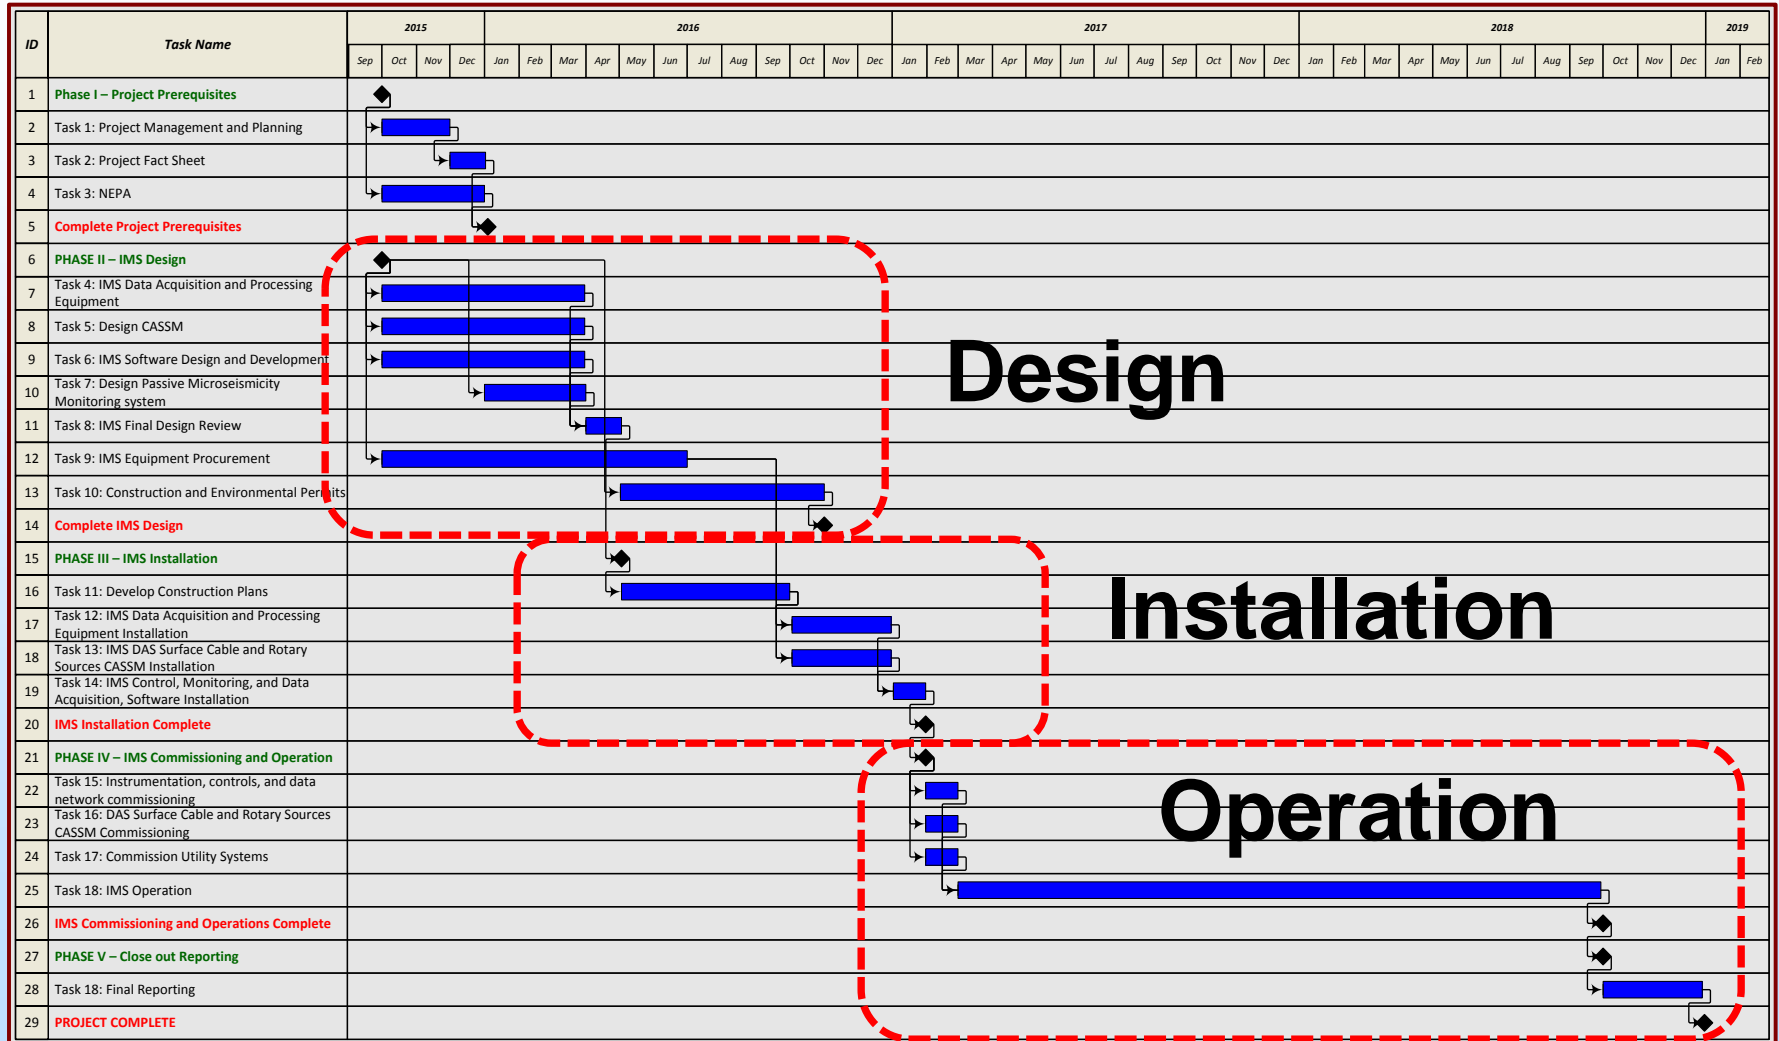 ID Task Name 2015 2016 2017 2018 2019
Sep Oct Nov Dec Jan Feb Mar Apr May Jun Jul Aug Sep Oct Nov Dec Jan Feb Mar Apr May Jun Jul Aug Sep Oct Nov Dec Jan Feb Mar Apr May Jun Jul Aug Sep Oct Nov Dec Jan Feb
1 Phase I – Project Prerequisites
2 Task 1: Project Management and Planning
3 Task 2: Project Fact Sheet
4 Task 3: NEPA
5 Complete Project Prerequisites
6 PHASE II – IMS Design
7 Task 4: IMS Data Acquisition and Processing
Equipment
8 Task 5: Design CASSM
9 Task 6: IMS Software Design and Development
10 Task 7: Design Passive Microseismicity
Monitoring system
11 Task 8: IMS Final Design Review
12 Task 9: IMS Equipment Procurement
13 Task 10: Construction and Environmental Permits
14 Complete IMS Design
Design
15 PHASE III – IMS Installation
16 Task 11: Develop Construction Plans
17 Task 12: IMS Data Acquisition and Processing
Equipment Installation
18 Task 13: IMS DAS Surface Cable and Rotary
Sources CASSM Installation
19 Task 14: IMS Control, Monitoring, and Data
Acquisition, Software Installation
20 IMS Installation Complete
Installation
21 PHASE IV – IMS Commissioning and Operation
22 Task 15: Instrumentation, controls, and data
network commissioning
23 Task 16: DAS Surface Cable and Rotary Sources
CASSM Commissioning
24 Task 17: Commission Utility Systems
25 Task 18: IMS Operation
26 IMS Commissioning and Operations Complete
Operation
27 PHASE V – Close out Reporting
28 Task 18: Final Reporting
29 PROJECT COMPLETE